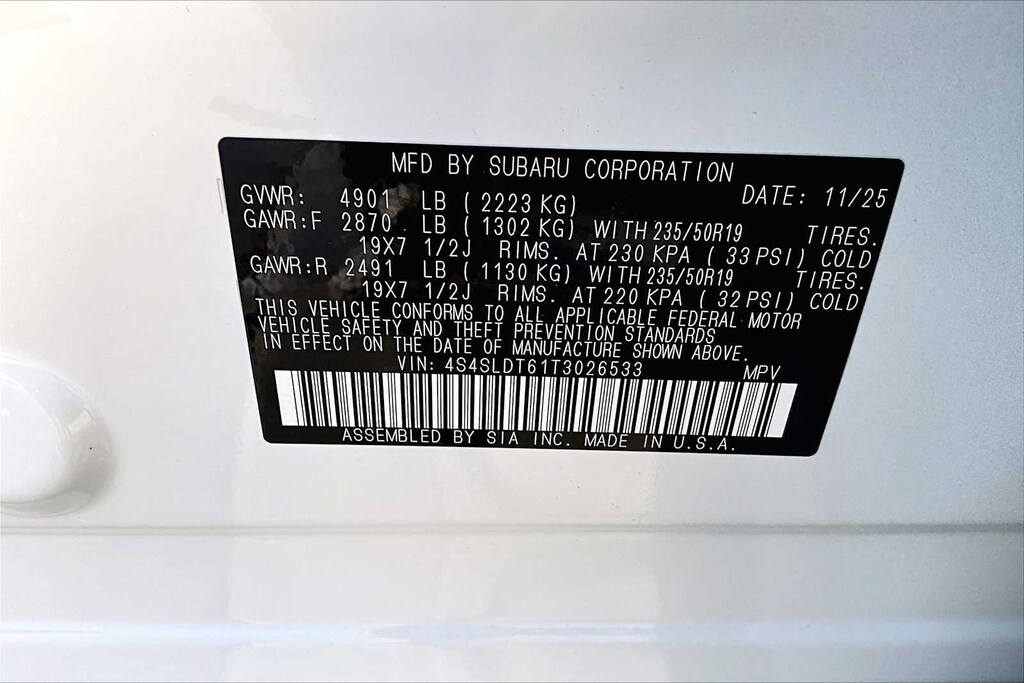 MFD BY SUBARU CORPORATION
GVWR: 4901 LB ( 2223 KG) DATE: 11/25
GAWR:F 2870 LB ( 1302 KG) WITH 235/50R19 TIRES.
19X7 1/2J RIMS. AT 230 KPA ( 33 PSI) COLD
GAWR:R 2491 LB ( 1130 KG) WITH 235/50R19 TIRES.
19X7 1/2J RIMS. AT 220 KPA ( 32 PSI) COLD
THIS VEHICLE CONFORMS TO ALL APPLICABLE FEDERAL MOTOR
VEHICLE SAFETY AND THEFT PREVENTION STANDARDS
IN EFFECT ON THE DATE OF MANUFACTURE SHOWN ABOVE.
VIN: 4S4SLDT61T3026533 MPV
ASSEMBLED BY SIA INC. MADE IN U.S.A.